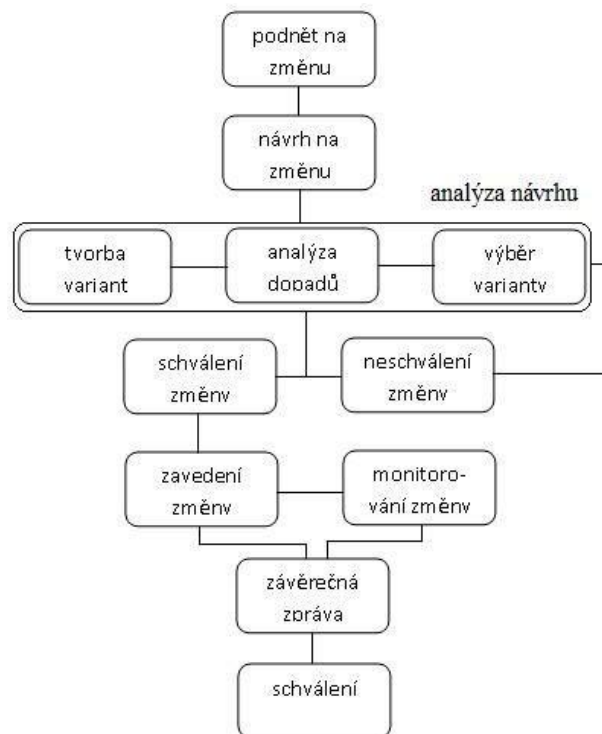 podnět na
změnu
návrh na
změnu
analýza návrhu
tvorba
variant
analýza
dopadů
výběr
varianty
schválení
změny
neschválení
změny
zavedení
změny
monitoro-
vání změny
závěrečná
zpráva
schválení